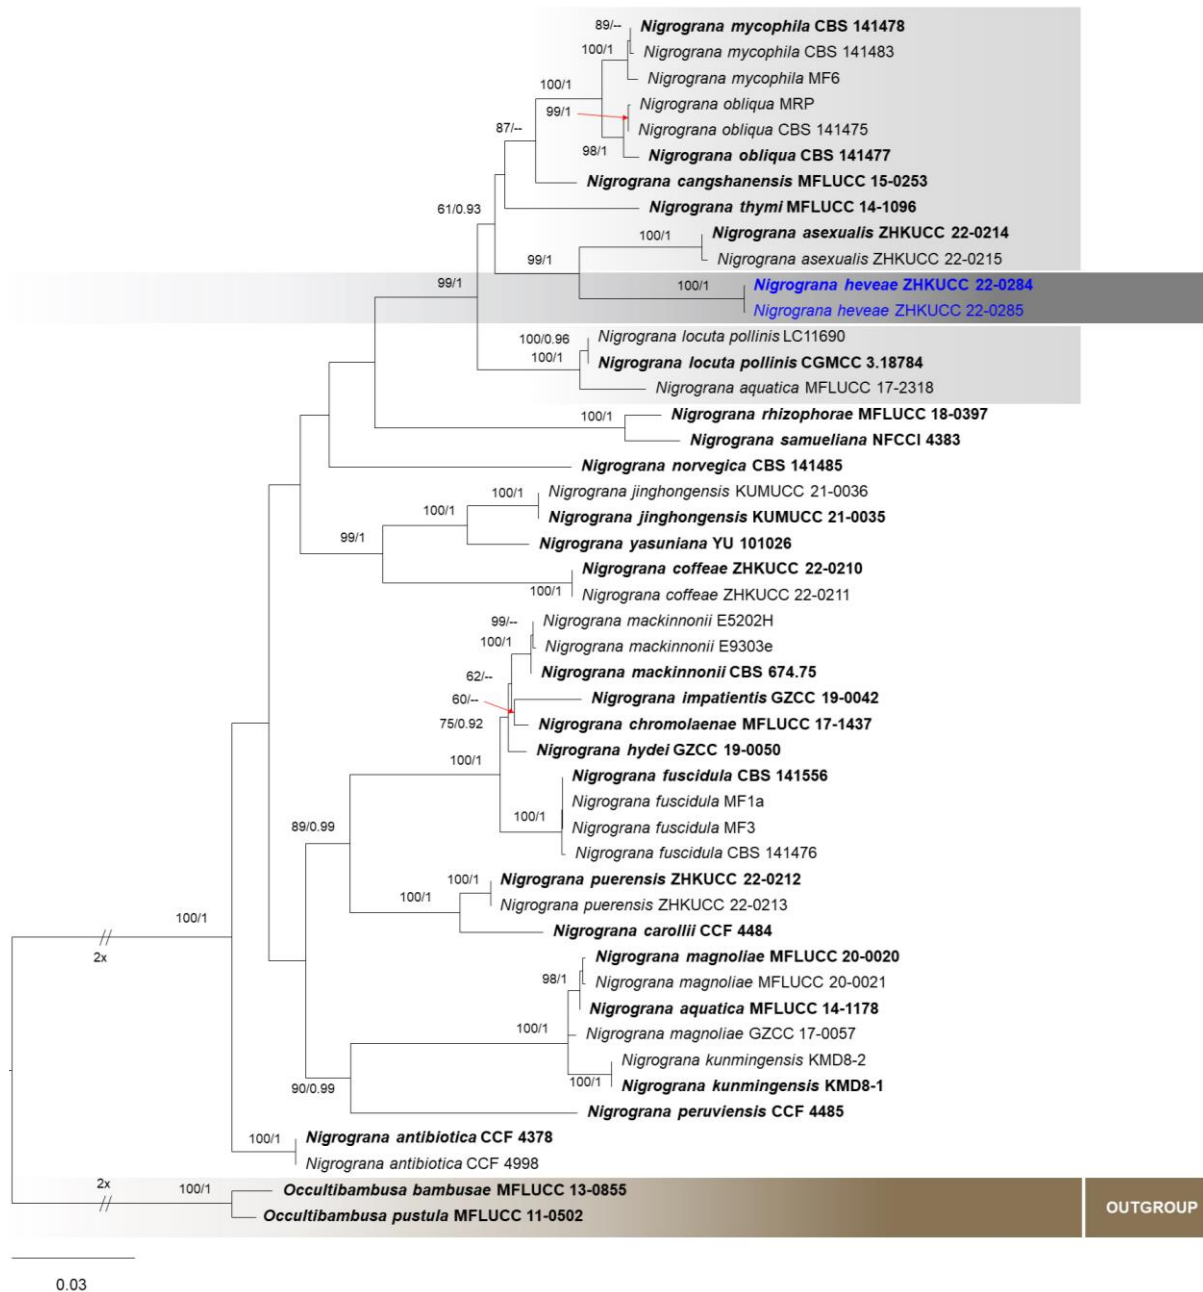 89/--
Nigrograna mycophila CBS 141478
100/1
Nigrograna mycophila CBS 141483
Nigrograna mycophila MF6
100/1
Nigrograna obliqua MRP
99/1
87/--
Nigrograna obliqua CBS 141475
98/1
Nigrograna obliqua CBS 141477
Nigrograna cangshanensis MFLUCC 15-0253
61/0.93
Nigrograna thymi MFLUCC 14-1096
100/1
Nigrograna asexualis ZHKUCC 22-0214
99/1
Nigrograna asexualis ZHKUCC 22-0215
99/1
100/1
Nigrograna heveae ZHKUCC 22-0284
Nigrograna heveae ZHKUCC 22-0285
100/0.96
Nigrograna locuta pollinis LC11690
100/1
Nigrograna locuta pollinis CGMCC 3.18784
Nigrograna aquatica MFLUCC 17-2318
100/1
Nigrograna rhizophorae MFLUCC 18-0397
Nigrograna samueliana NFCCI 4383
Nigrograna norvegica CBS 141485
100/1
Nigrograna jinghongensis KUMUCC 21-0036
100/1
Nigrograna jinghongensis KUMUCC 21-0035
99/1
Nigrograna yasuniana YU 101026
Nigrograna coffeae ZHKUCC 22-0210
100/1
Nigrograna coffeae ZHKUCC 22-0211
99/--
Nigrograna mackinnonii E5202H
100/1
Nigrograna mackinnonii E9303e
62/--
Nigrograna mackinnonii CBS 674.75
60/--
Nigrograna impatientis GZCC 19-0042
75/0.92
Nigrograna chromolaenae MFLUCC 17-1437
Nigrograna hydei GZCC 19-0050
100/1
Nigrograna fuscidula CBS 141556
Nigrograna fuscidula MF1a
100/1
89/0.99
Nigrograna fuscidula MF3
Nigrograna fuscidula CBS 141476
100/1
Nigrograna puerensis ZHKUCC 22-0212
100/1
Nigrograna puerensis ZHKUCC 22-0213
100/1
Nigrograna carollii CCF 4484
2x
Nigrograna magnoliae MFLUCC 20-0020
98/1
Nigrograna magnoliae MFLUCC 20-0021
Nigrograna aquatica MFLUCC 14-1178
100/1
Nigrograna magnoliae GZCC 17-0057
Nigrograna kunmingensis KMD8-2
90/0.99
100/1
Nigrograna kunmingensis KMD8-1
Nigrograna peruviensis CCF 4485
100/1
Nigrograna antibiotica CCF 4378
Nigrograna antibiotica CCF 4998
2x
100/1
Occultibambusa bambusae MFLUCC 13-0855
Occultibambusa pustula MFLUCC 11-0502
OUTGROUP
0.03